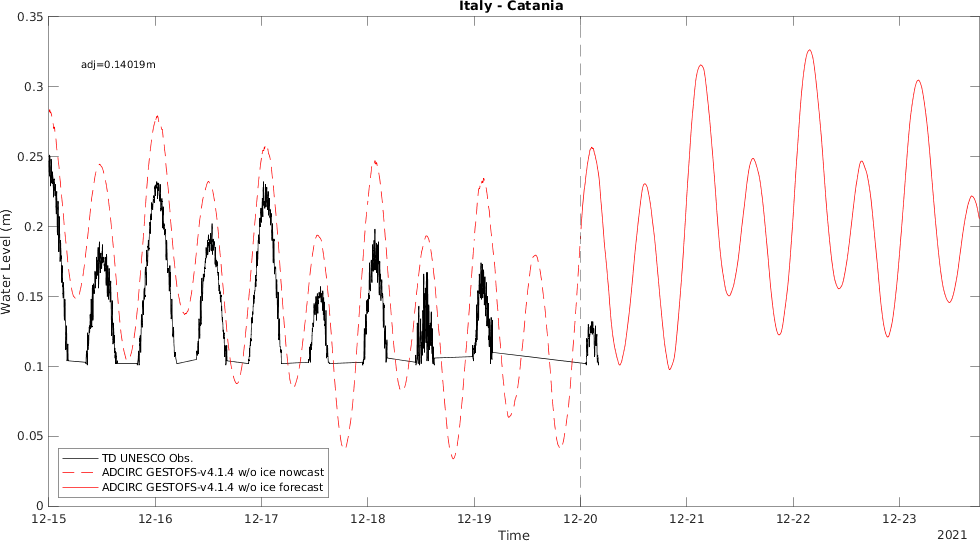 Italy - Catania
0.35
0.3
0.25
0.2
0.15
0.1
0.05
0
Water Level (m)
adj=0.14019m
TD UNESCO Obs.
ADCIRC GESTOFS-v4.1.4 w/o ice nowcast
ADCIRC GESTOFS-v4.1.4 w/o ice forecast
12-15 12-16 12-17 12-18 12-19 12-20 12-21 12-22 12-23
Time
2021